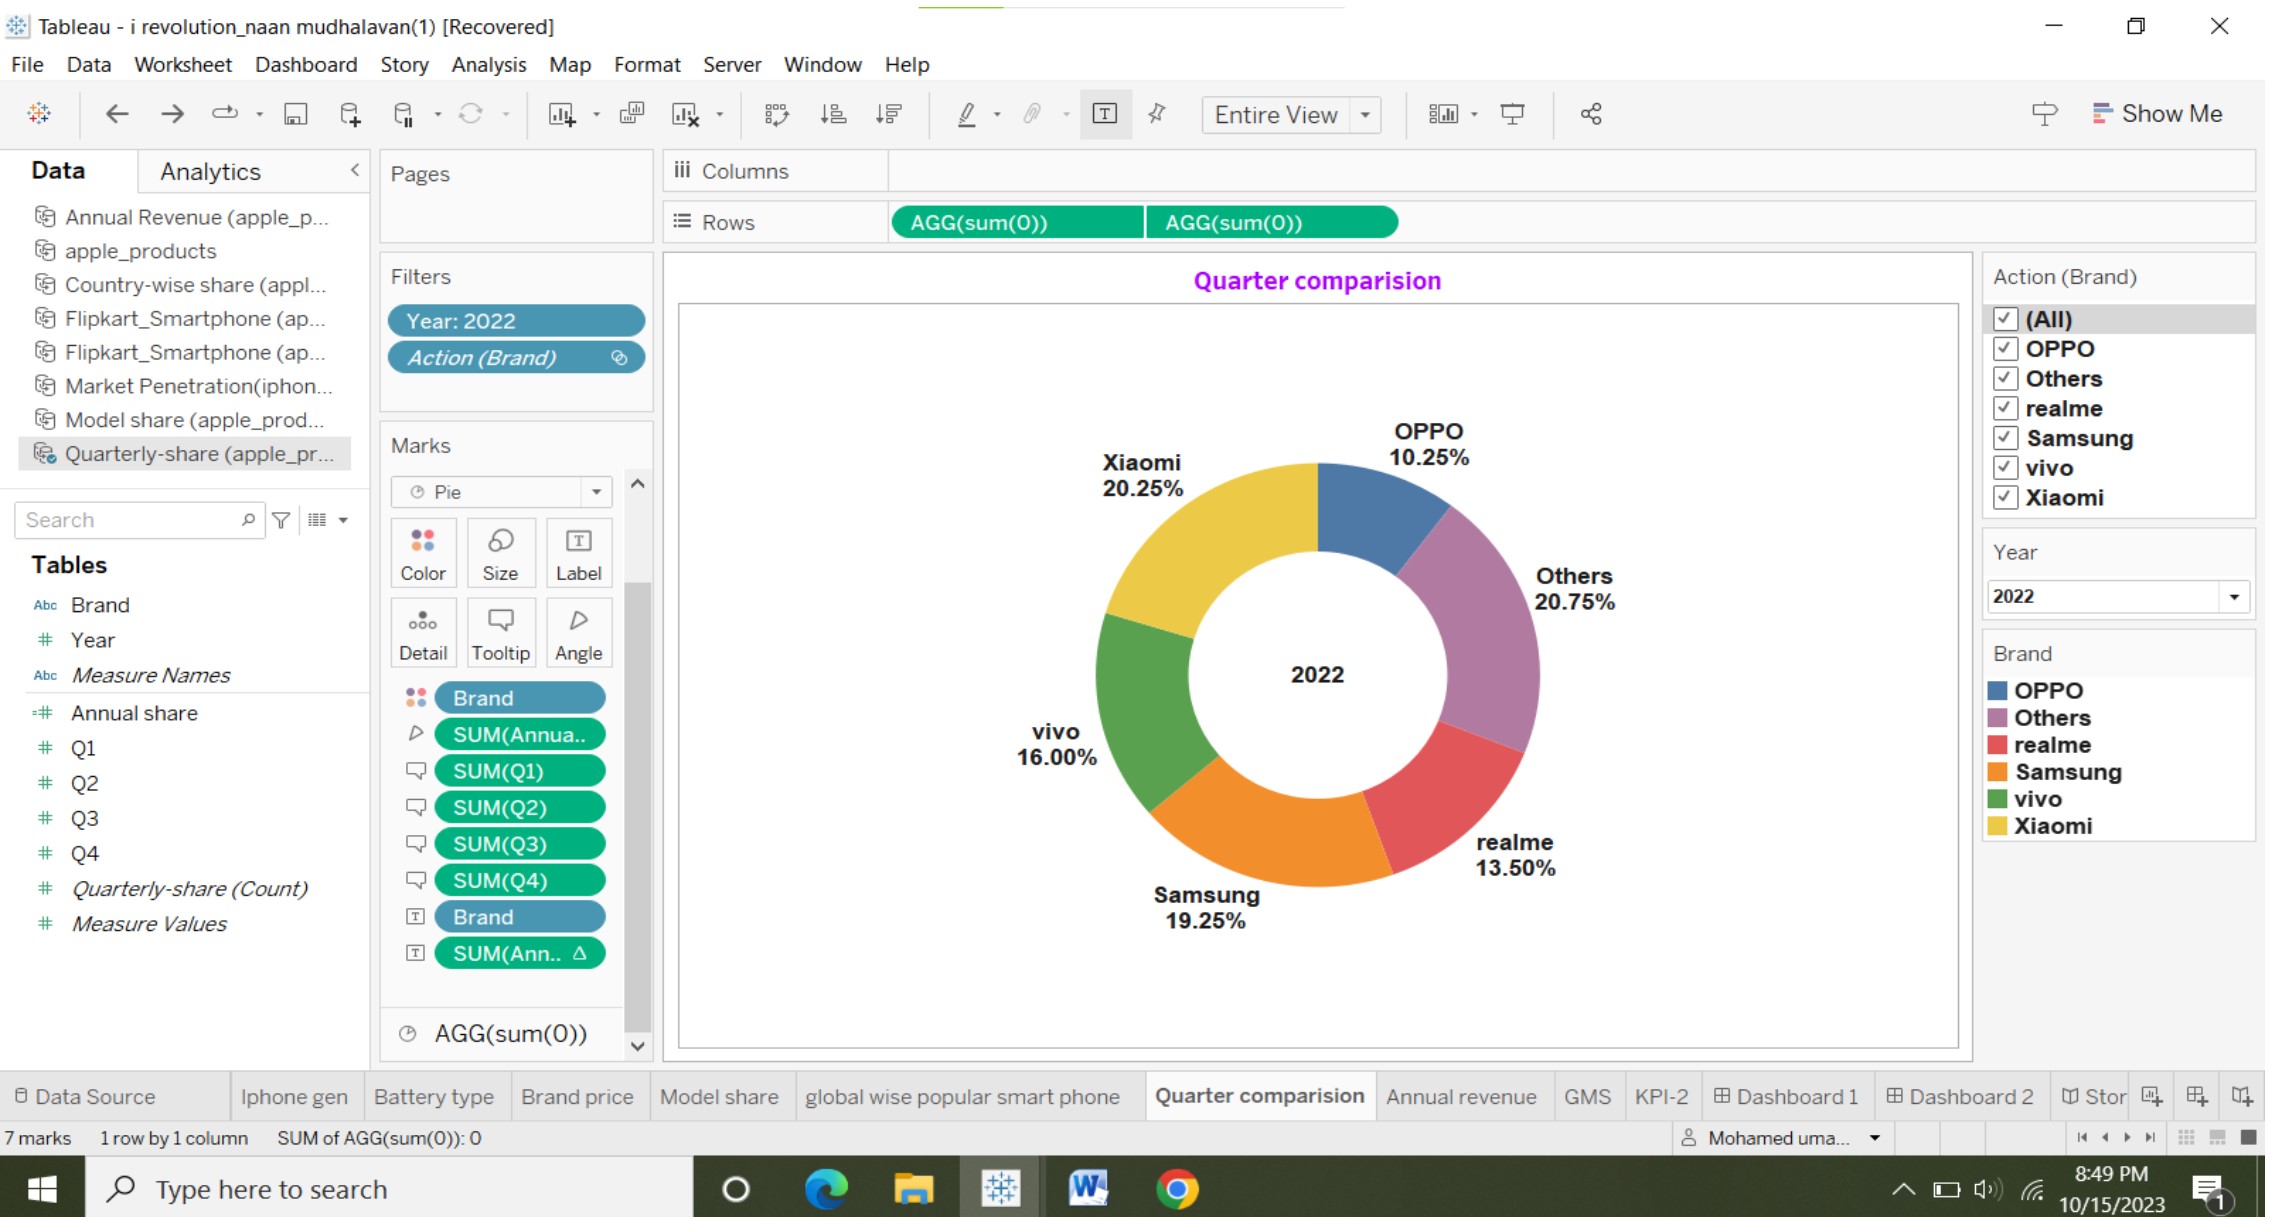 Tableau - i revolution_naan mudhalavan(1) [Recovered]
File Data Worksheet Dashboard Story Analysis Map Format Server Window Help
Entire View
Show Me
Data Analytics
Annual Revenue (apple_p...
apple_products
Country-wise share (appl...
Flipkart_Smartphone (ap...
Flipkart_Smartphone (ap...
Market Penetration(iphon...
Model share (apple_prod...
Quarterly-share (apple_pr...
Search
Tables
Abc Brand
# Year
Abc Measure Names
=# Annual share
# Q1
# Q2
# Q3
# Q4
# Quarterly-share (Count)
# Measure Values
Pages
Filters
Year: 2022
Action (Brand)
Marks
Pie
Color Size T Label
Detail Tooltip Angle
Brand
SUM(Annua..
SUM(Q1)
SUM(Q2)
SUM(Q3)
SUM(Q4)
T Brand
T SUM(Ann.. Δ
AGG(sum(0))
iii Columns
Rows AGG(sum(0)) AGG(sum(0))
Quarter comparision
OPPO
10.25%
Xiaomi
20.25%
Others
20.75%
2022
vivo
16.00%
realme
13.50%
Samsung
19.25%
Action (Brand)
(All)
OPPO
Others
realme
Samsung
vivo
Xiaomi
Year
2022
Brand
OPPO
Others
realme
Samsung
vivo
Xiaomi
Data Source Iphone gen Battery type Brand price Model share global wise popular smart phone Quarter comparision Annual revenue GMS KPI-2 Dashboard 1 Dashboard 2 Stor
7 marks 1 row by 1 column SUM of AGG(sum(0)): 0 Mohamed uma...
Type here to search
W
8:49 PM
10/15/2023
1